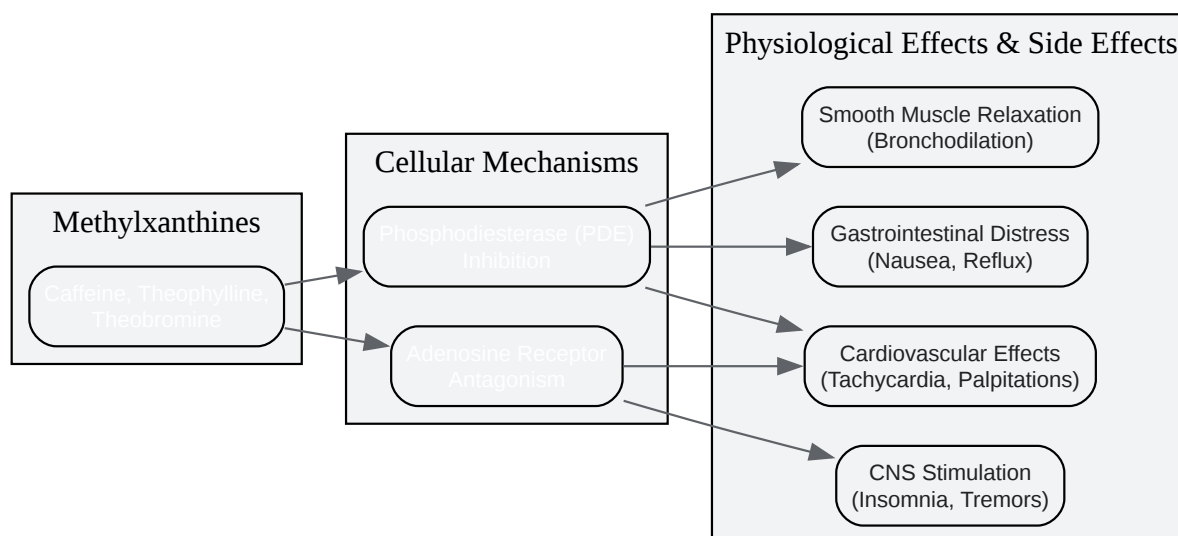 Methylxanthines
Caffeine, Theophylline,
Theobromine
Cellular Mechanisms
Phosphodiesterase (PDE)
Inhibition
Adenosine Receptor
Antagonism
Physiological Effects & Side Effects
Smooth Muscle Relaxation
(Bronchodilation)
Gastrointestinal Distress
(Nausea, Reflux)
Cardiovascular Effects
(Tachycardia, Palpitations)
CNS Stimulation
(Insomnia, Tremors)